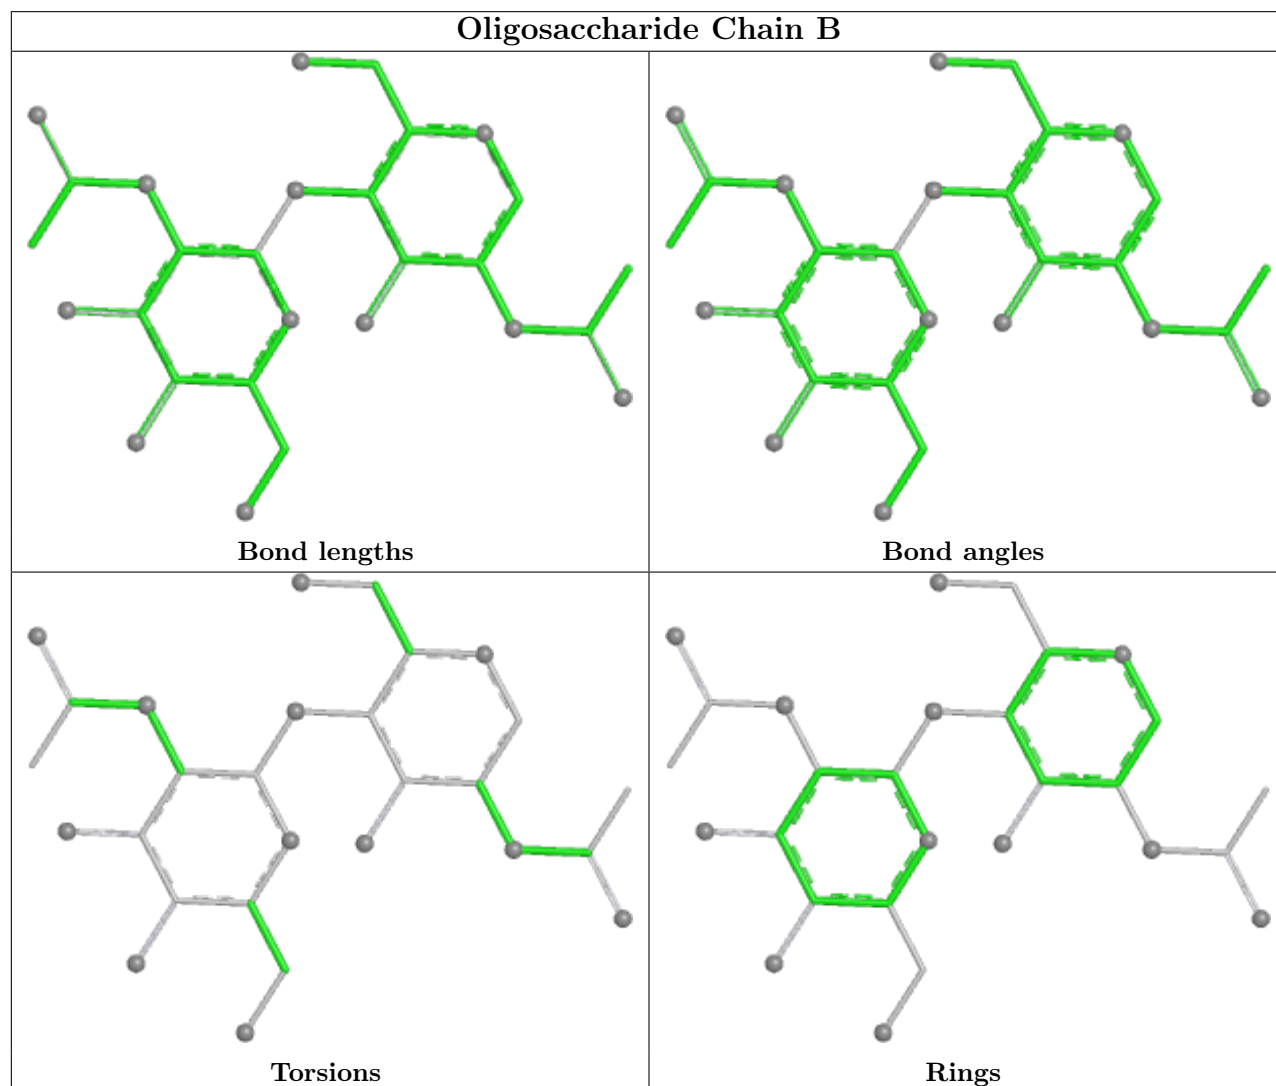 Oligosaccharide Chain B
Bond lengths
Bond angles
Torsions
Rings